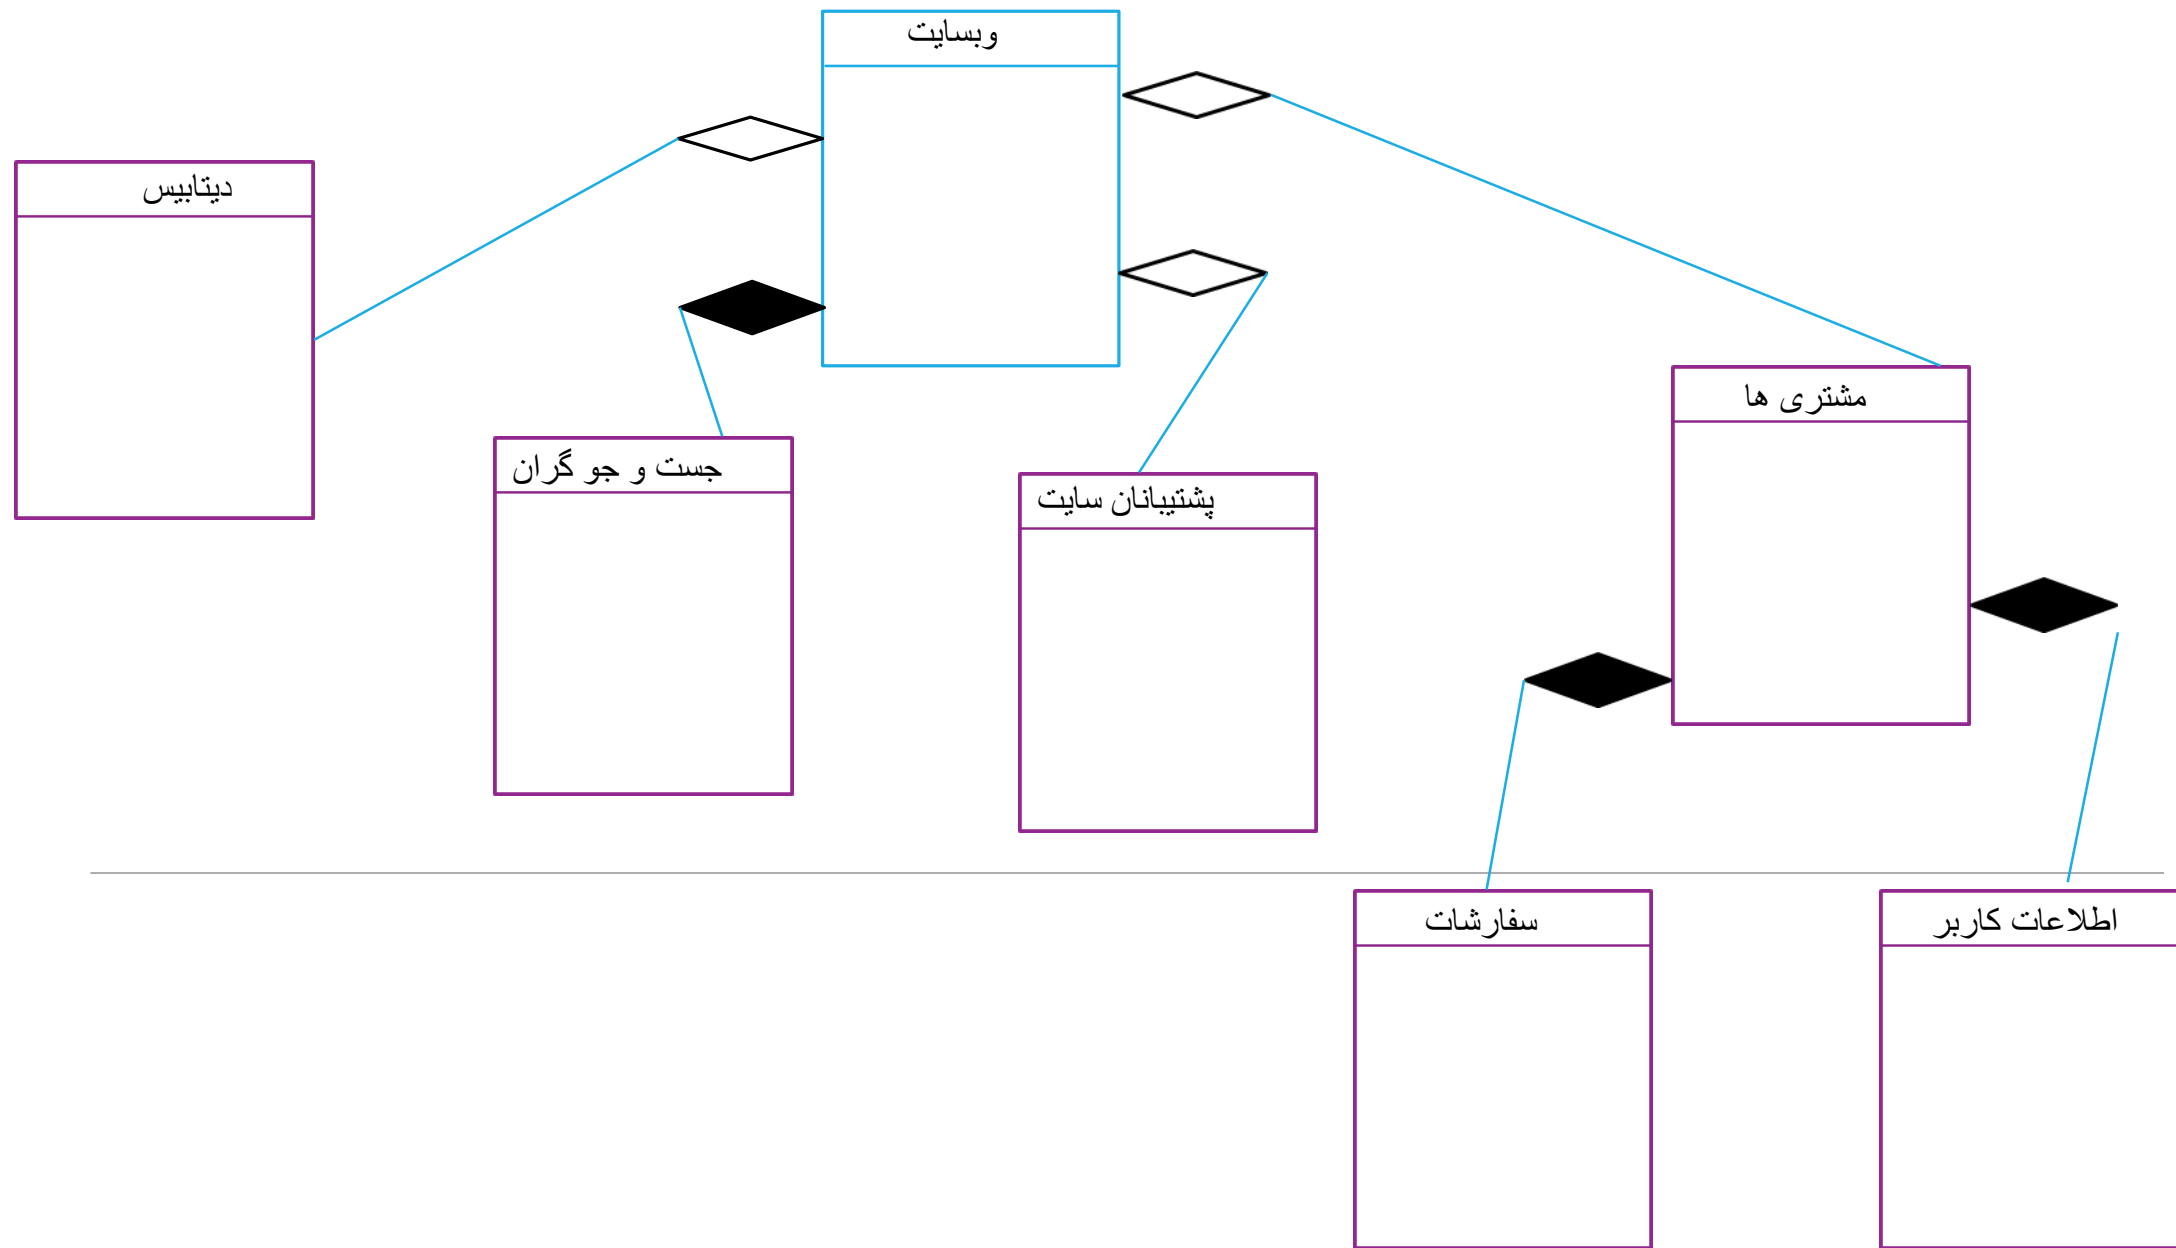 وبسایت
دیتابیس
مشتری ها
جست و جو گران
پشتیبانان سایت
سفارشات
اطلاعات کاربر